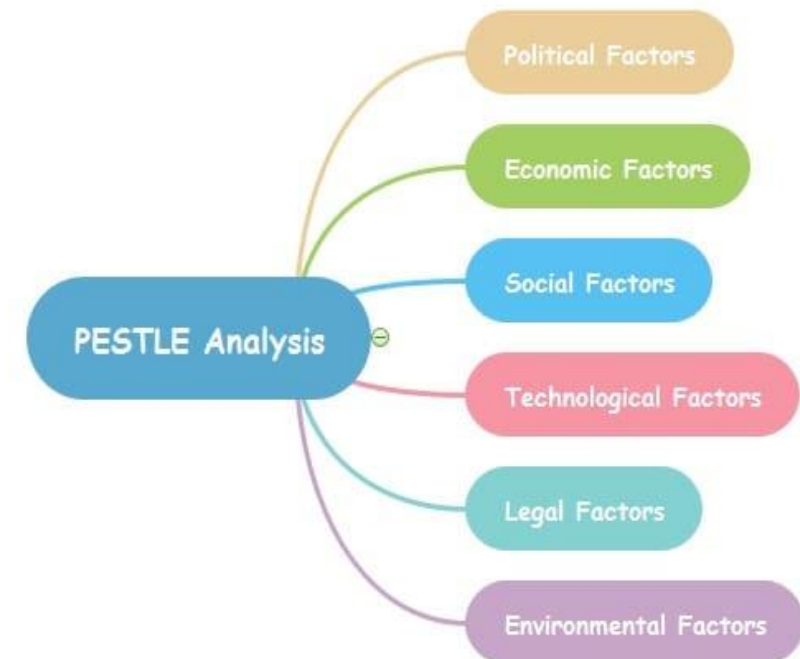 Political Factors
Economic Factors
Social Factors
PESTLE Analysis
Technological Factors
Legal Factors
Environmental Factors